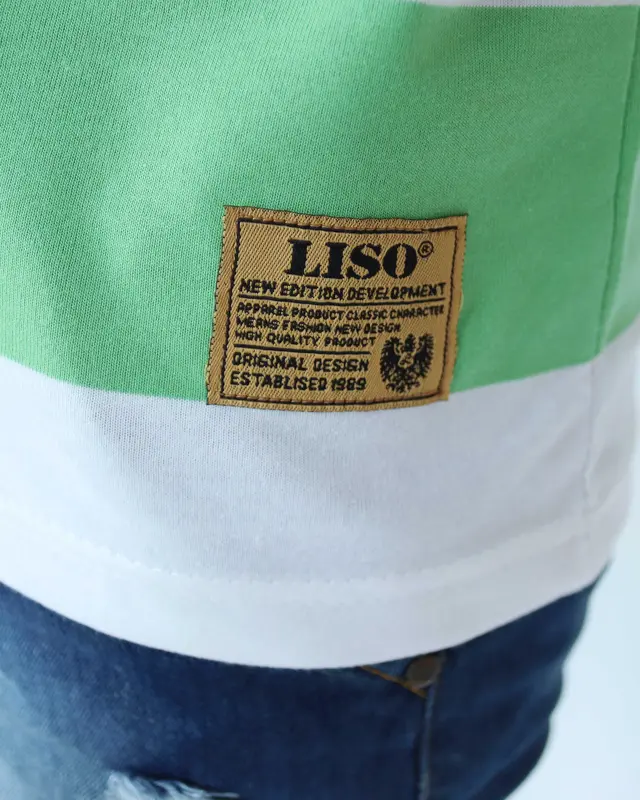 LISO®
NEW EDITION DEVELOPMENT
APPAREL PRODUCT CLASSIC CHARACTER
MEANS FASHION NEW DESIGN
HIGH QUALITY PRODUCT
ORIGINAL DESIGN
ESTABLISED 1989